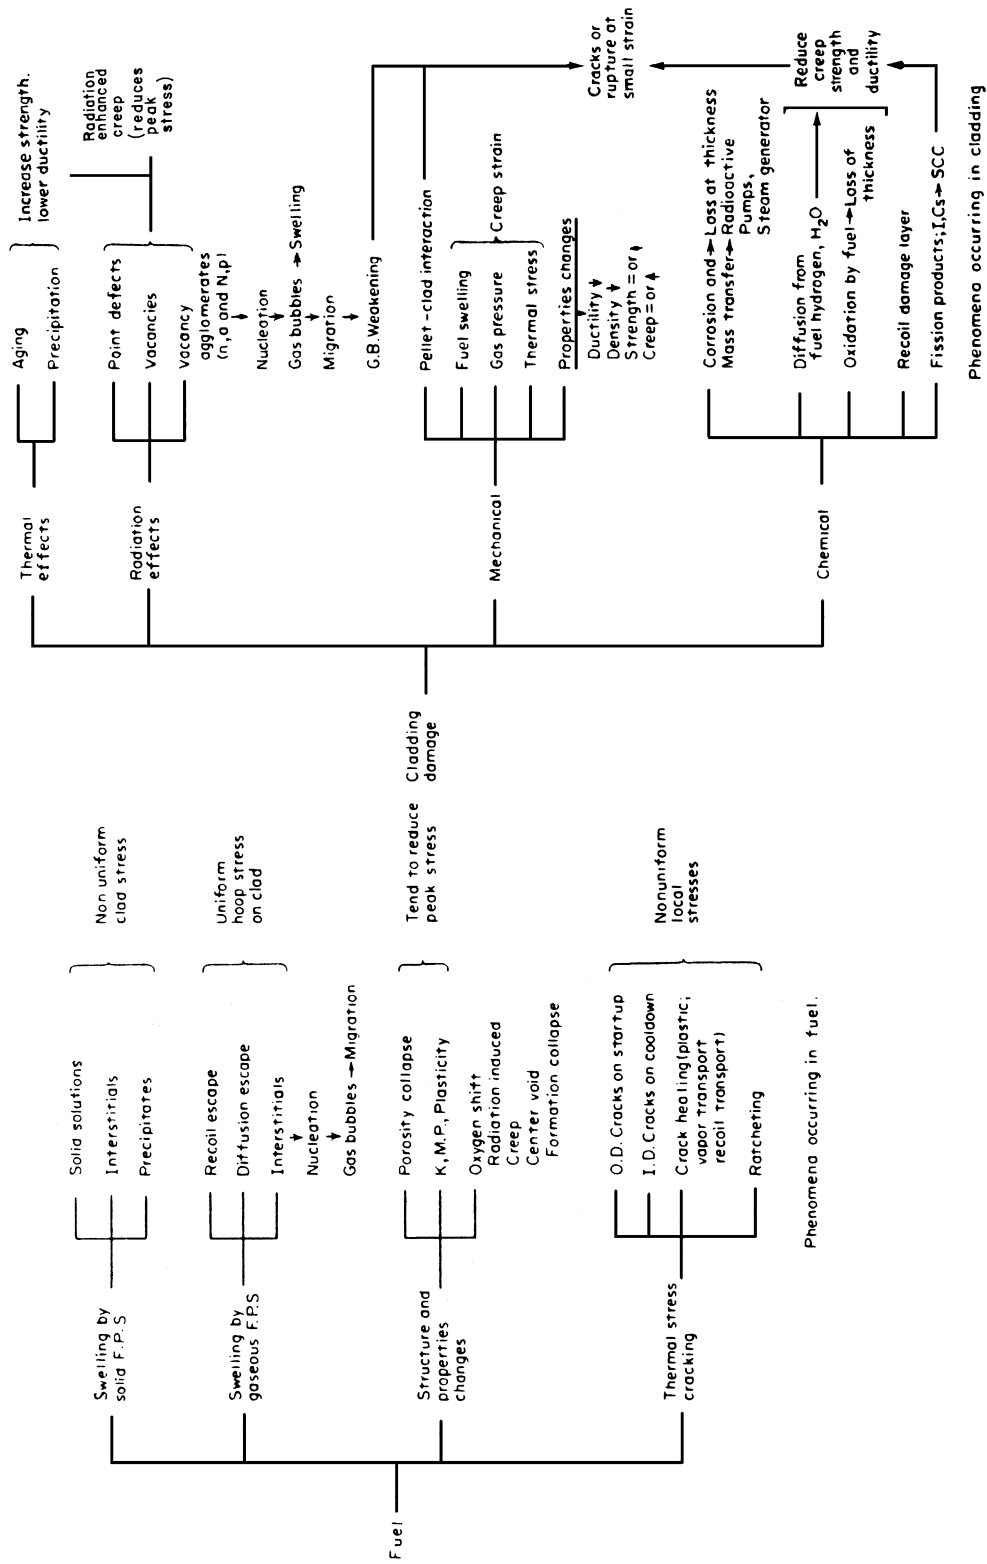 Fuel
Swelling by
solid F.P.S
Solid solutions
Interstitials
Precipitates
Non uniform
clad stress
Swelling by
gaseous F.P.S
Recoil escape
Diffusion escape
Interstitials
Nucleation
Gas bubbles → Migration
Uniform
hoop stress
on clad
Structure and
properties
changes
Porosity collapse
K, M.P., Plasticity
Oxygen shift
Radiation induced
Creep
Center void
Formation collapse
Tend to reduce
peak stress
Thermal stress
cracking
O.D. Cracks on startup
I.D. Cracks on cooldown
Crack healing (plastic;
vapor transport
recoil transport)
Ratcheting
Nonuniform
local
stresses
Phenomena occurring in fuel.
Cladding
damage
Thermal
effects
Aging
Precipitation
Increase strength.
lower ductility
Radiation
effects
Point defects
Vacancies
Vacancy
agglomerates
(n,a and N,p)
Nucleation
Gas bubbles → Swelling
Migration
G.B. Weakening
Radiation
enhanced
creep
(reduces
peak
stress)
Mechanical
Pellet-clad interaction
Fuel swelling
Gas pressure
Thermal stress
Creep strain
Properties changes
Ductility ↓
Density ↓
Strength = or ↑
Creep = or ↑
Cracks or
rupture at
small strain
Chemical
Corrosion and → Loss at thickness
Mass transfer → Radioactive
Pumps,
Steam generator
Diffusion from
fuel hydrogen, H2O
Oxidation by fuel → Loss of
thickness
Recoil damage layer
Fission products; I,Cs → SCC
Reduce
creep
strength
and
ductility
Phenomena occurring in cladding